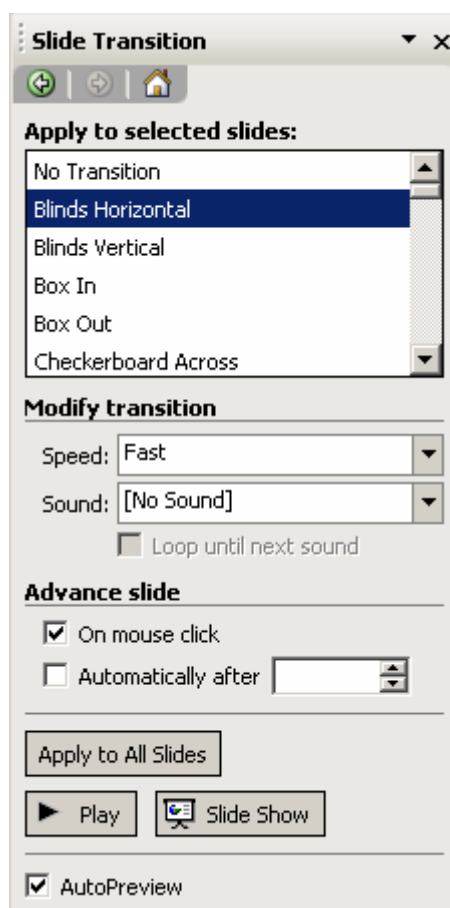 Slide Transition
Apply to selected slides:
No Transition
Blinds Horizontal
Blinds Vertical
Box In
Box Out
Checkerboard Across
Modify transition
Speed: Fast
Sound: [No Sound]
Loop until next sound
Advance slide
On mouse click
Automatically after
Apply to All Slides
Play Slide Show
AutoPreview